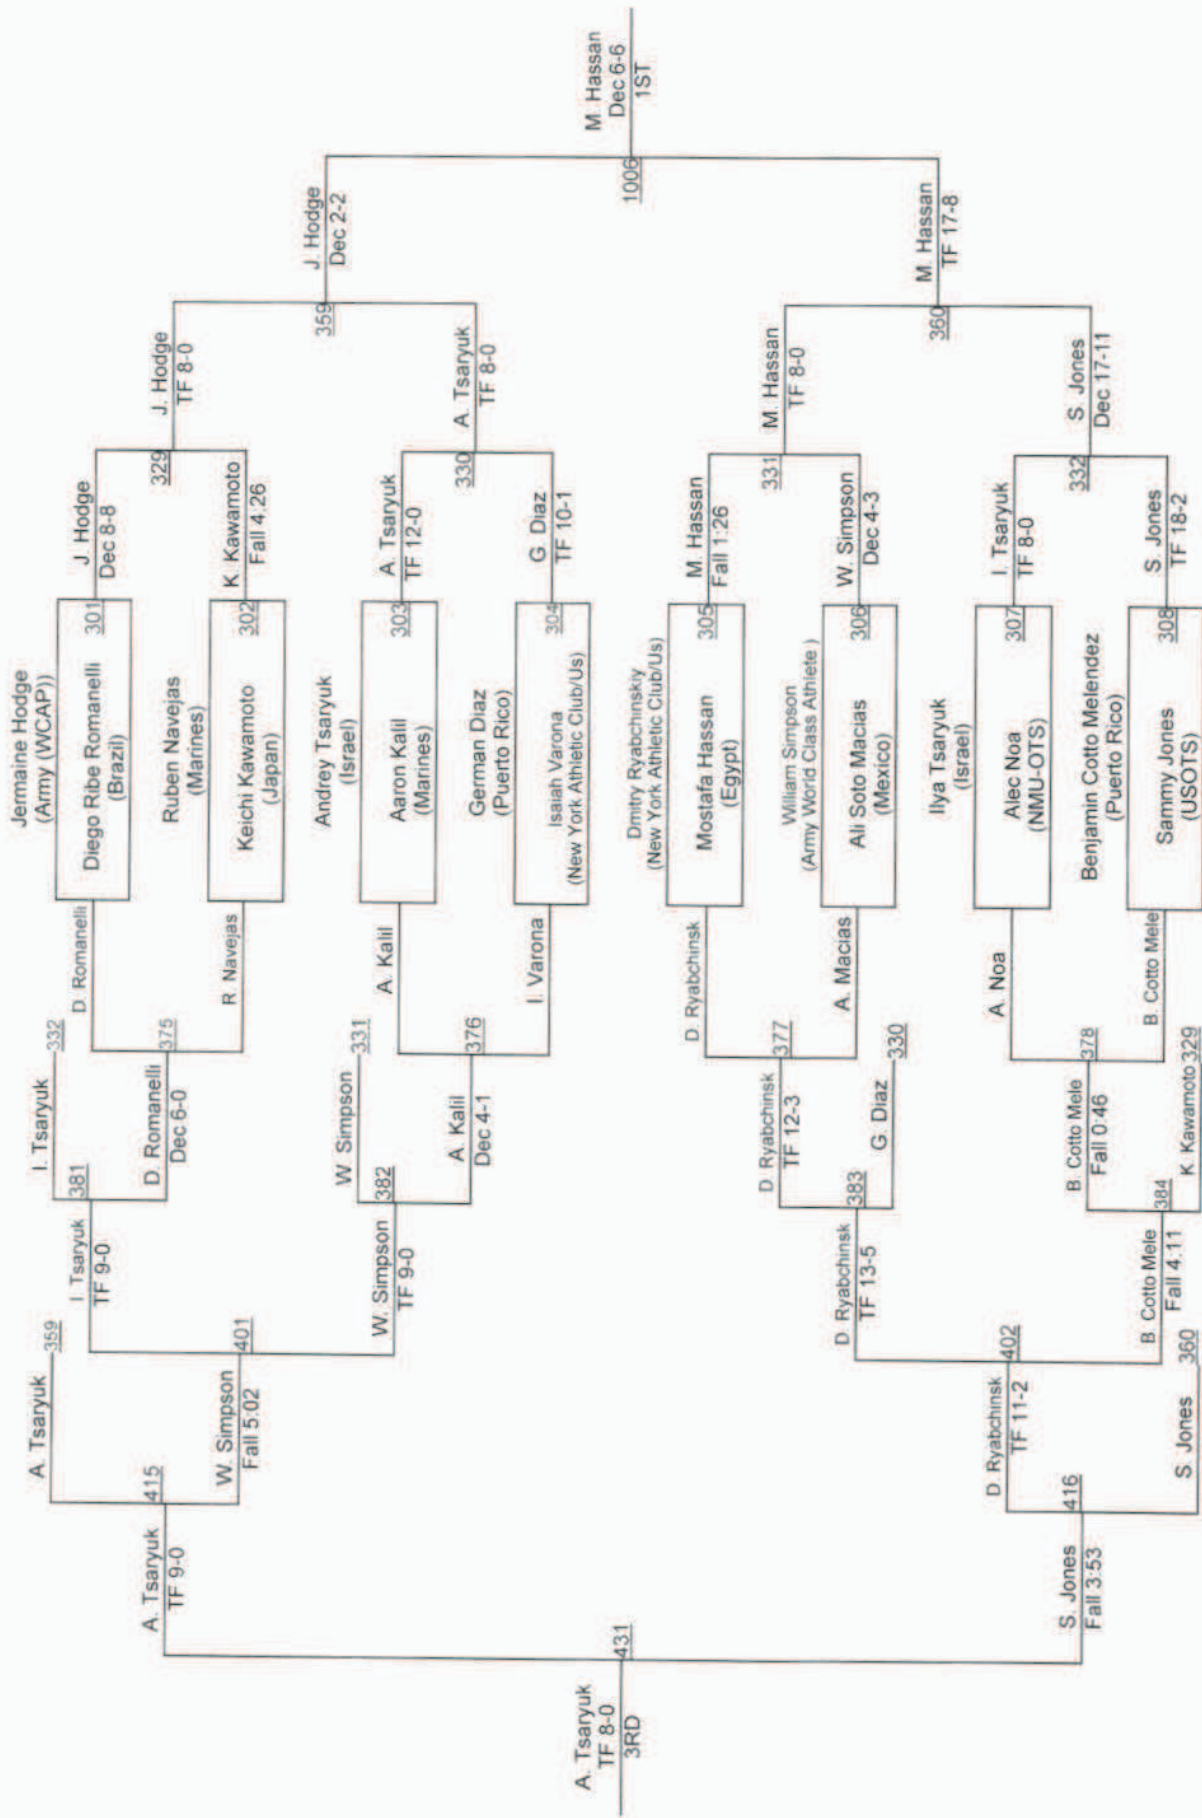 Jermaine Hodge
(Army (WCAP))
Diego Ribe Romanelli
(Brazil)
301
Ruben Navejas
(Marines)
Keichi Kawamoto
(Japan)
302
Andrey Tsaryuk
(Israel)
Aaron Kalil
(Marines)
303
German Diaz
(Puerto Rico)
Isaiah Varona
(New York Athletic Club/Us)
304
Dmitry Ryabchinskiy
(New York Athletic Club/Us)
Mostafa Hassan
(Egypt)
305
William Simpson
(Army World Class Athlete )
Ali Soto Macias
(Mexico)
306
Ilya Tsaryuk
(Israel)
Alec Noa
(NMU-OTS)
307
Benjamin Cotto Melendez
(Puerto Rico)
Sammy Jones
(USOTS)
308
J. Hodge
Dec 8-8
329
K. Kawamoto
Fall 4:26
A. Tsaryuk
TF 12-0
330
G. Diaz
TF 10-1
M. Hassan
Fall 1:26
331
W. Simpson
Dec 4-3
I. Tsaryuk
TF 8-0
332
S. Jones
TF 18-2
J. Hodge
TF 8-0
359
A. Tsaryuk
TF 8-0
M. Hassan
TF 8-0
360
S. Jones
Dec 17-11
J. Hodge
Dec 2-2
1006
M. Hassan
TF 17-8
M. Hassan
Dec 6-6
1ST
D. Romanelli
375
R. Navejas
A. Kalil
376
I. Varona
D. Ryabchinsk
377
A. Macias
A. Noa
378
B. Cotto Mele
I. Tsaryuk
332
381
D. Romanelli
Dec 6-0
W. Simpson
331
382
A. Kalil
Dec 4-1
D. Ryabchinsk
TF 12-3
383
G. Diaz
330
B. Cotto Mele
Fall 0:46
384
K. Kawamoto
329
I Tsaryuk
TF 9-0
401
W. Simpson
TF 9-0
D. Ryabchinsk
TF 13-5
402
B. Cotto Mele
Fall 4:11
A. Tsaryuk
359
415
W. Simpson
Fall 5:02
D. Ryabchinsk
TF 11-2
416
S. Jones
360
A. Tsaryuk
TF 9-0
431
S. Jones
Fall 3:53
A. Tsaryuk
TF 8-0
3RD